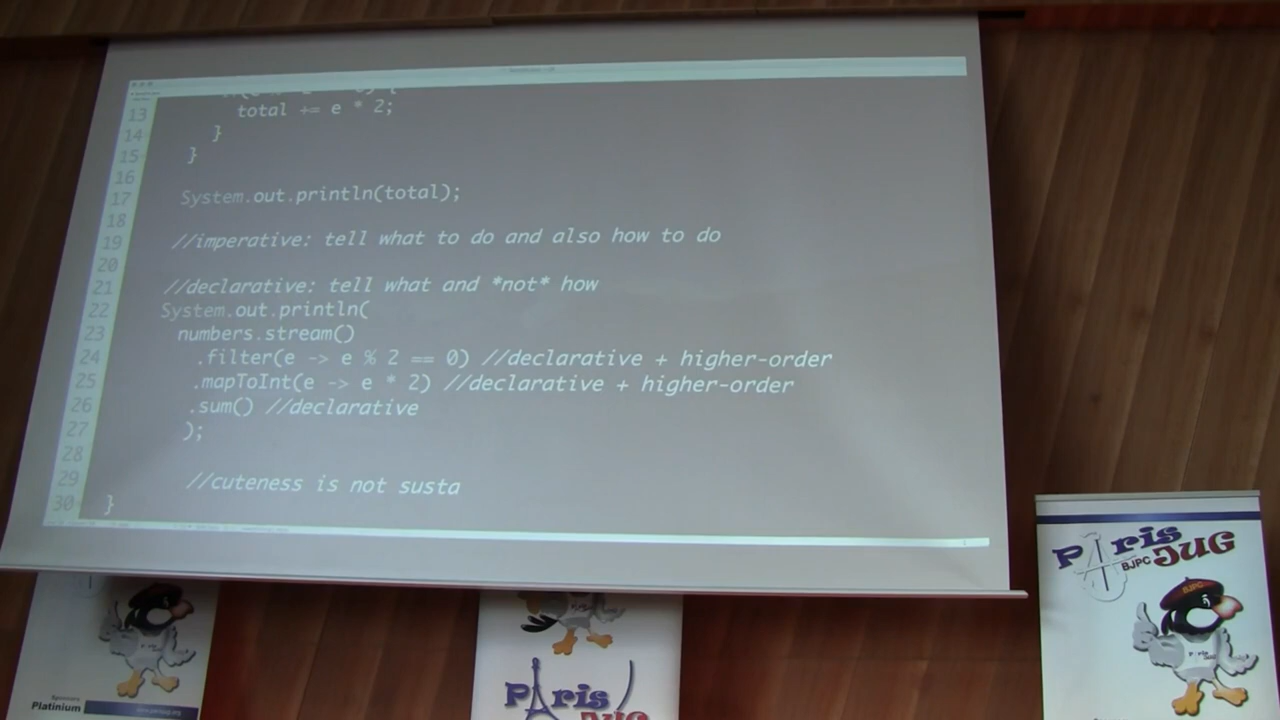 13
total += e * 2;
14 }
15 }
16
17 System.out.println(total);
18
19 //imperative: tell what to do and also how to do
20
21 //declarative: tell what and *not* how
22 System.out.println(
23 numbers.stream()
24 .filter(e -> e % 2 == 0) //declarative + higher-order
25 .mapToInt(e -> e * 2) //declarative + higher-order
26 .sum() //declarative
27 );
28
29 //cuteness is not susta
30 }
Paris
BJPC JUG
BJPC
Sponsors
Platinium
Paris
JUG